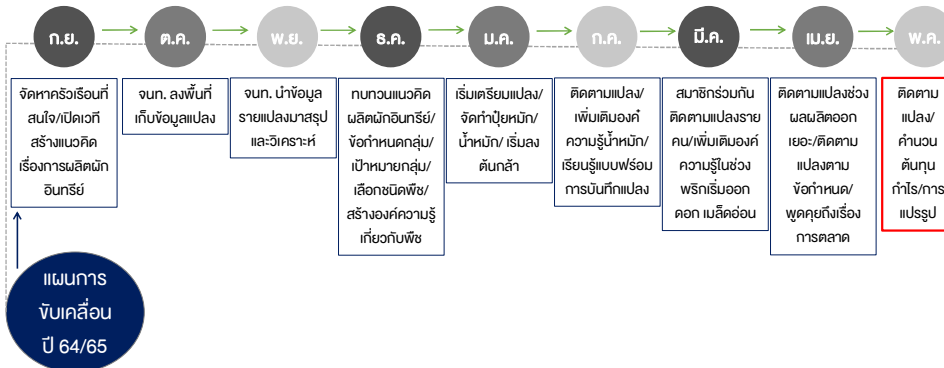 ก.ย.
ต.ค.
พ.ย.
ธ.ค.
ม.ค.
ก.ค.
มี.ค.
เม.ย.
พ.ค.
จัดหาครัวเรือนที่
สนใจ/เปิดเวที
สร้างแนวคิด
เรื่องการผลิตผัก
อินทรีย์
จนท. ลงพื้นที่
เก็บข้อมูลแปลง
จนท. นำข้อมูล
รายแปลงมาสรุป
และวิเคราะห์
ทบทวนแนวคิด
ผลิตผักอินทรีย์/
ข้อกำหนดกลุ่ม/
เป้าหมายกลุ่ม/
เลือกชนิดพืช/
สร้างองค์ความรู้
เกี่ยวกับพืช
เริ่มเตรียมแปลง/
จัดทำปุ๋ยหมัก/
น้ำหมัก/ เริ่มลง
ต้นกล้า
ติดตามแปลง/
เพิ่มเติมองค์
ความรู้น้ำหมัก/
เรียนรู้แบบฟร์อม
การบันทึกแปลง
สมาชิกร่วมกัน
ติดตามแปลงราย
คน/เพิ่มเติมองค์
ความรู้ในช่วง
พริกเริ่มออก
ดอก เมล็ดอ่อน
ติดตามแปลงช่วง
ผลผลิตออก
เยอะ/ติดตาม
แปลงตาม
ข้อกำหนด/
พูดคุยถึงเรื่อง
การตลาด
ติดตาม
แปลง/
คำนวน
ต้นทุน
กำไร/การ
แปรรูป
แผนการ
ขับเคลื่อน
ปี 64/65